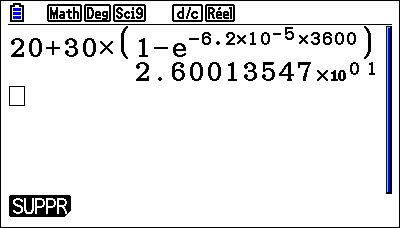 Math Deg Sci9 d/c Réel
20+30×(1-e^-6.2×10^-5×3600)
2.60013547×10^01
SUPPR